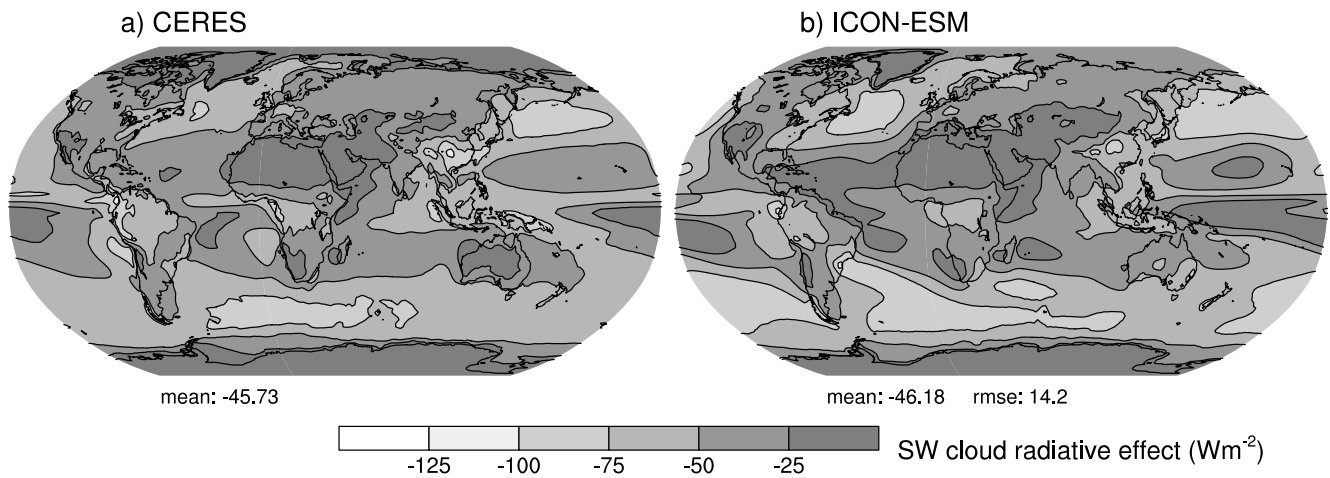 a) CERES
b) ICON-ESM
mean: -45.73
mean: -46.18 rmse: 14.2
-125 -100 -75 -50 -25
SW cloud radiative effect (Wm⁻²)